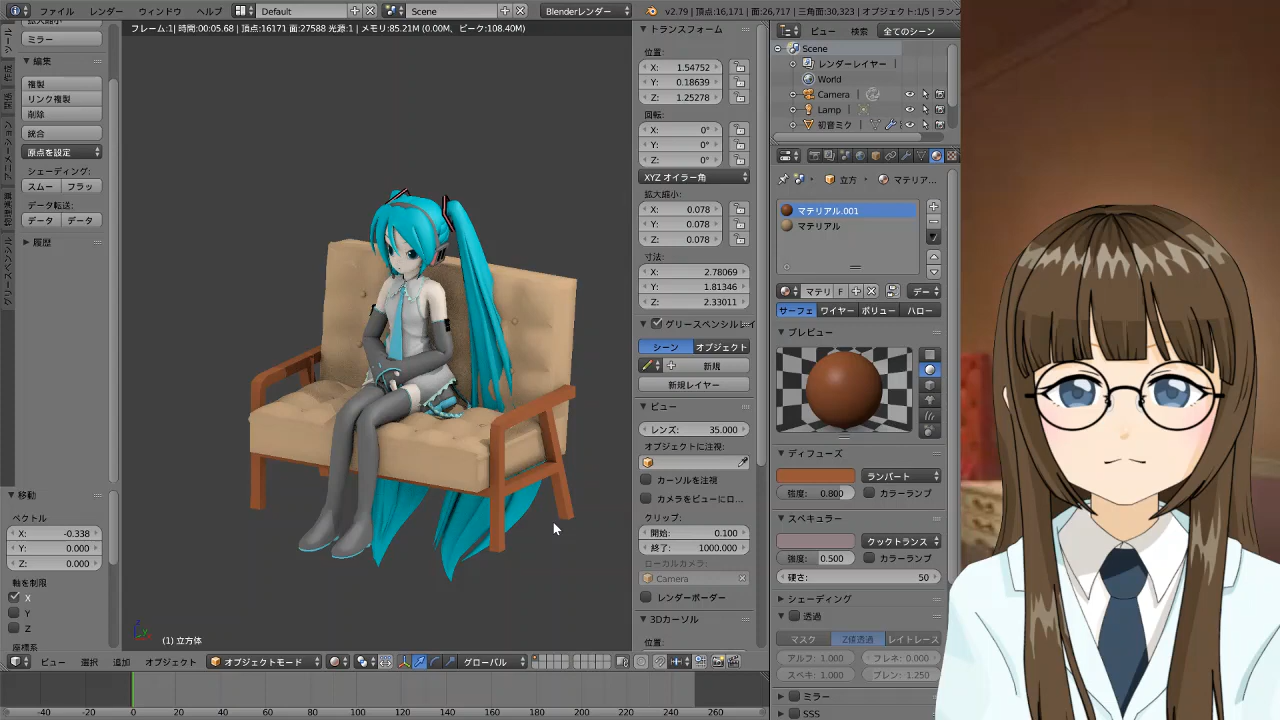 ファイル レンダー ウィンドウ ヘルプ Default Scene Blenderレンダー v2.79 | 頂点:16,171 | 面:26,717 | 三角面:30,323 | オブジェクト:1/5 | ラン
フレーム:1| 時間:00:05.68 | 頂点:16171 面:27588 光源:1 | メモリ:85.21M (0.00M、ピーク:108.40M)
ミラー
編集
複製
リンク複製
削除
統合
原点を設定
シェーディング:
スムー フラッ
データ転送:
データ データ
履歴
移動
ベクトル
X: -0.338
Y: 0.000
Z: 0.000
軸を制限
X
Y
Z
座標系
(1) 立方体
ビュー 選択 追加 オブジェクト オブジェクトモード グローバル
-40 -20 0 20 40 60 80 100 120 140 160 180 200 220 240 260
トランスフォーム
位置:
X: 1.54752
Y: 0.18639
Z: 1.25278
回転:
X: 0°
Y: 0°
Z: 0°
XYZ オイラー角
拡大縮小:
X: 0.078
Y: 0.078
Z: 0.078
寸法:
X: 2.78069
Y: 1.81346
Z: 2.33011
グリースペンシルレイ
シーン オブジェクト
新規
新規レイヤー
ビュー
レンズ: 35.000
オブジェクトに注視:
カーソルを注視
カメラをビューにロ...
クリップ:
開始: 0.100
終了: 1000.000
ローカルカメラ:
Camera
レンダーボーダー
3Dカーソル
位置:
ビュー 検索 全てのシーン
Scene
レンダーレイヤー
World
Camera
Lamp
初音ミク
立方 マテリア...
マテリアル.001
マテリアル
マテリ F デー
サーフェ ワイヤー ボリュー ハロー
プレビュー
ディフューズ
ランバート
強度: 0.800 カラーランプ
スペキュラー
クックトランス
強度: 0.500 カラーランプ
硬さ: 50
シェーディング
透過
マスク Z値透過 レイトレース
アルフ: 1.000 フレネ: 0.000
スペキ: 1.000 ブレン: 1.250
ミラー
SSS